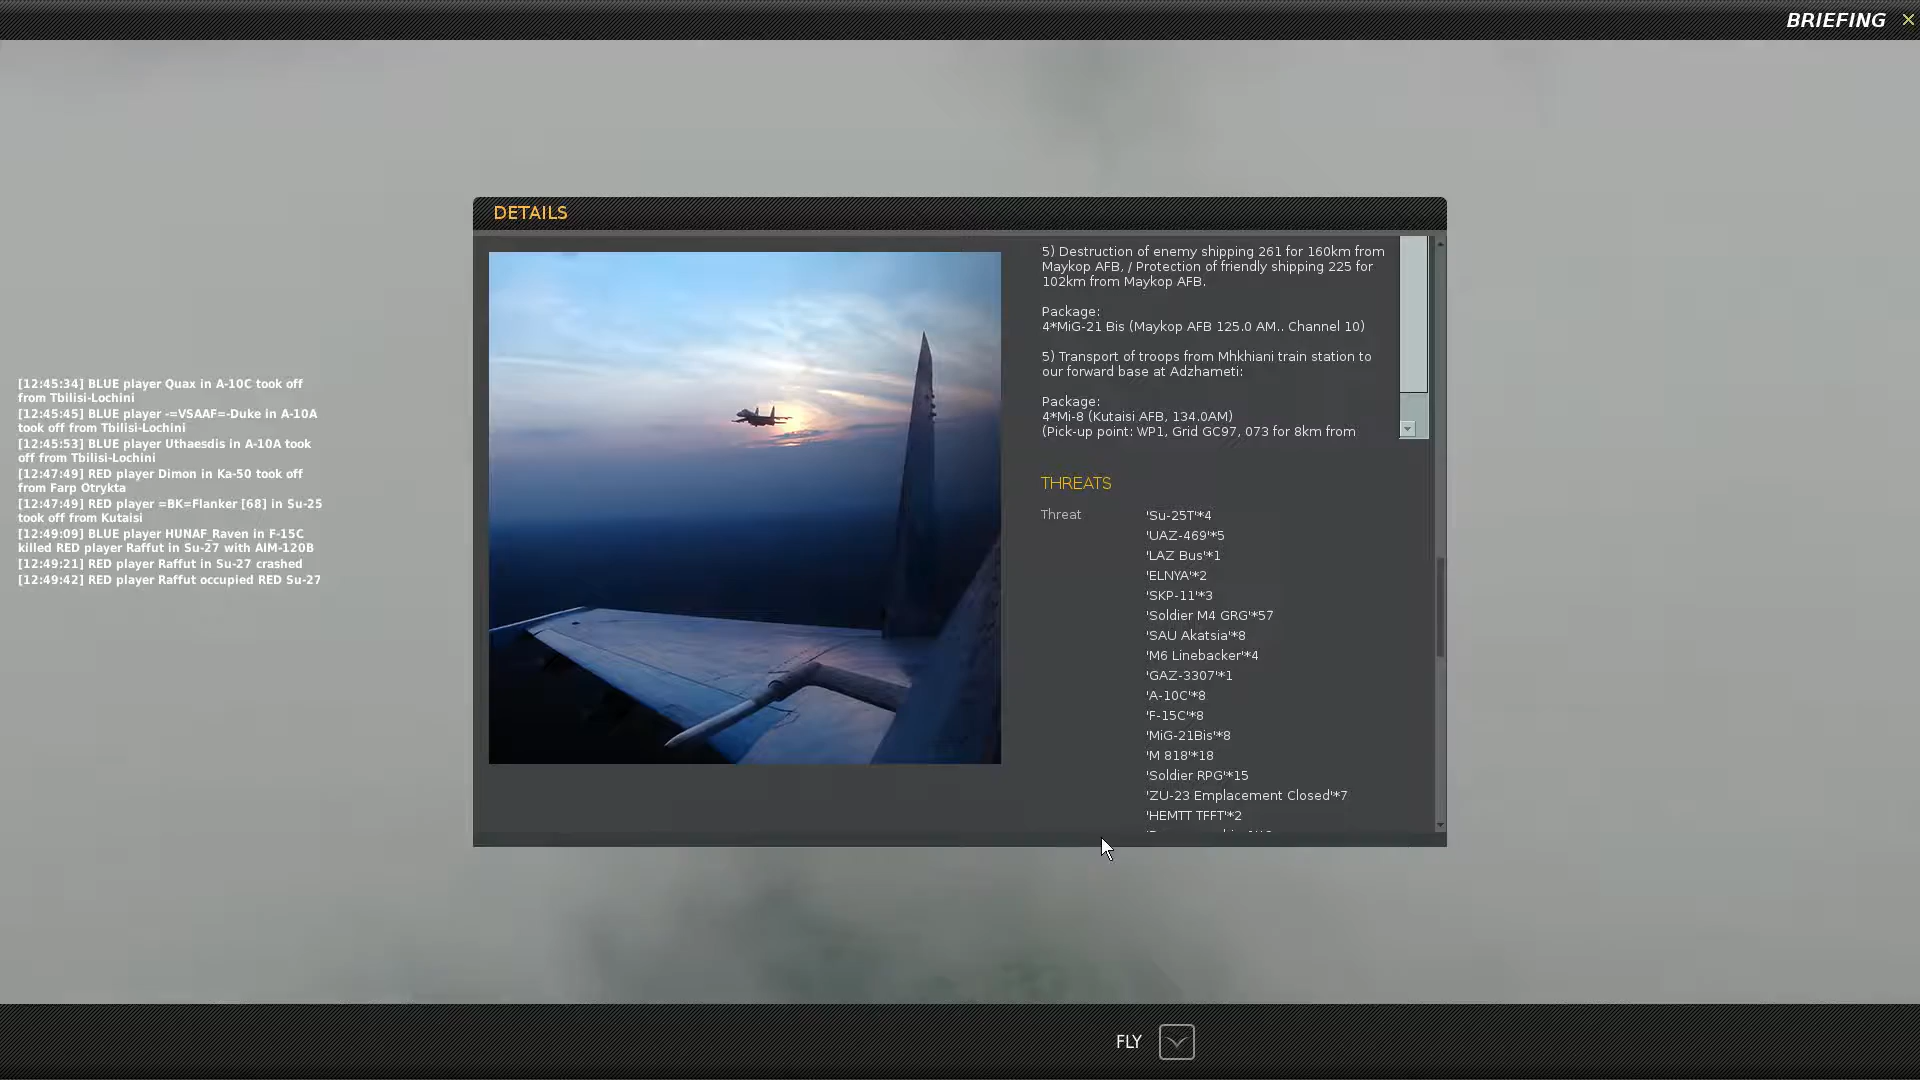 BRIEFING
DETAILS
5) Destruction of enemy shipping 261 for 160km from
Maykop AFB, / Protection of friendly shipping 225 for
102km from Maykop AFB.
Package:
4*MiG-21 Bis (Maykop AFB 125.0 AM.. Channel 10)
5) Transport of troops from Mhkhiani train station to
our forward base at Adzhameti:
Package:
4*Mi-8 (Kutaisi AFB, 134.0AM)
(Pick-up point: WP1, Grid GC97, 073 for 8km from
THREATS
Threat
'Su-25T'*4
'UAZ-469'*5
'LAZ Bus'*1
'ELNYA'*2
'SKP-11'*3
'Soldier M4 GRG'*57
'SAU Akatsia'*8
'M6 Linebacker'*4
'GAZ-3307'*1
'A-10C'*8
'F-15C'*8
'MiG-21Bis'*8
'M 818'*18
'Soldier RPG'*15
'ZU-23 Emplacement Closed'*7
'HEMTT TFFT'*2
[12:45:34] BLUE player Quax in A-10C took off
from Tbilisi-Lochini
[12:45:45] BLUE player -=VSAAF=-Duke in A-10A
took off from Tbilisi-Lochini
[12:45:53] BLUE player Uthaesdis in A-10A took
off from Tbilisi-Lochini
[12:47:49] RED player Dimon in Ka-50 took off
from Farp Otrykta
[12:47:49] RED player =BK=Flanker [68] in Su-25
took off from Kutaisi
[12:49:09] BLUE player HUNAF_Raven in F-15C
killed RED player Raffut in Su-27 with AIM-120B
[12:49:21] RED player Raffut in Su-27 crashed
[12:49:42] RED player Raffut occupied RED Su-27
FLY